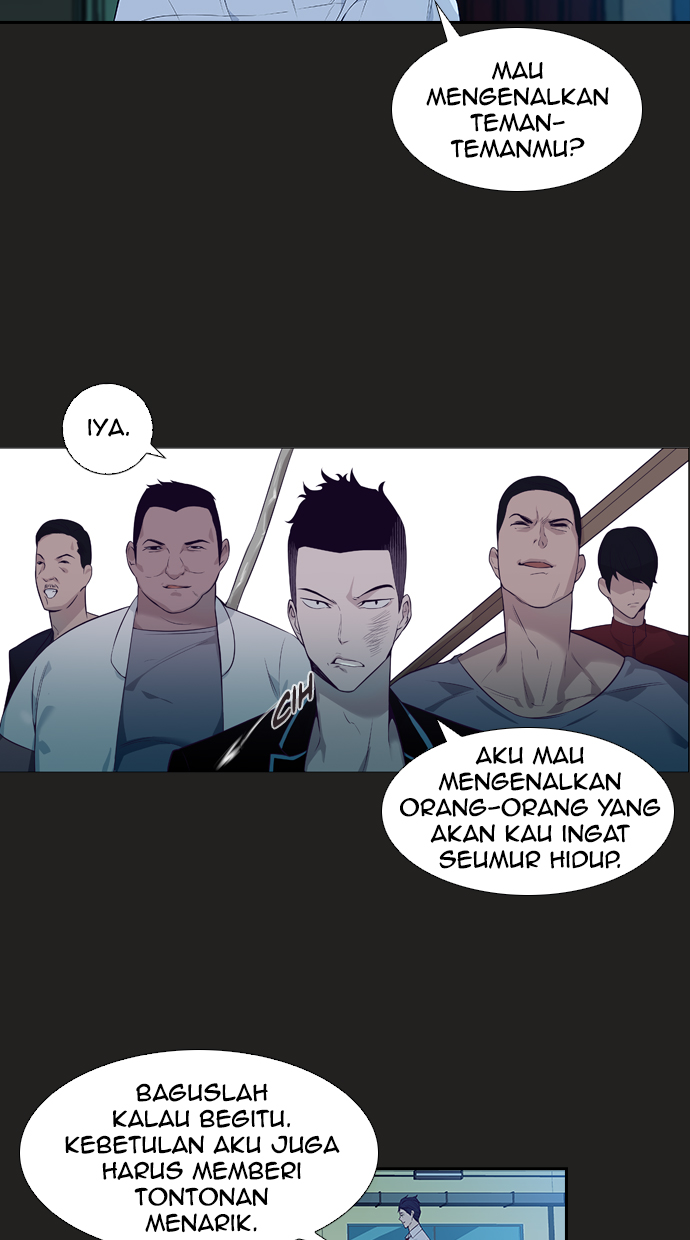 MAU
MENGENALKAN
TEMAN-
TEMANMU?
IYA.
CIH
AKU MAU
MENGENALKAN
ORANG-ORANG YANG
AKAN KAU INGAT
SEUMUR HIDUP.
BAGUSLAH
KALAU BEGITU.
KEBETULAN AKU JUGA
HARUS MEMBERI
TONTONAN
MENARIK.